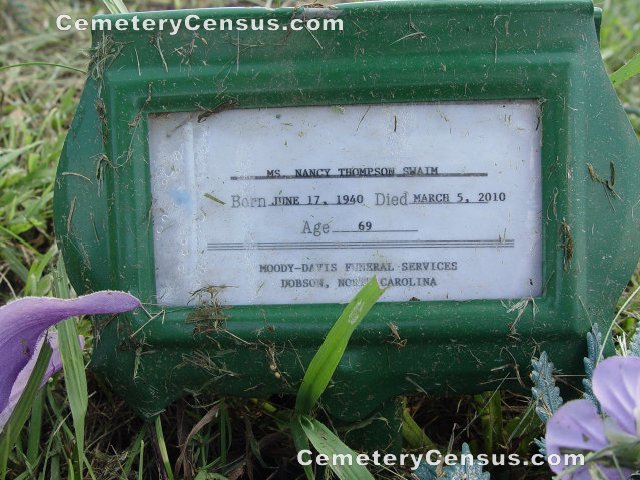 CemeteryCensus.com
MS. NANCY THOMPSON SWAIM
Born JUNE 17, 1940 Died MARCH 5, 2010
Age 69
MOODY-DAVIS FUNERAL SERVICES
DOBSON, NORTH CAROLINA
CemeteryCensus.com